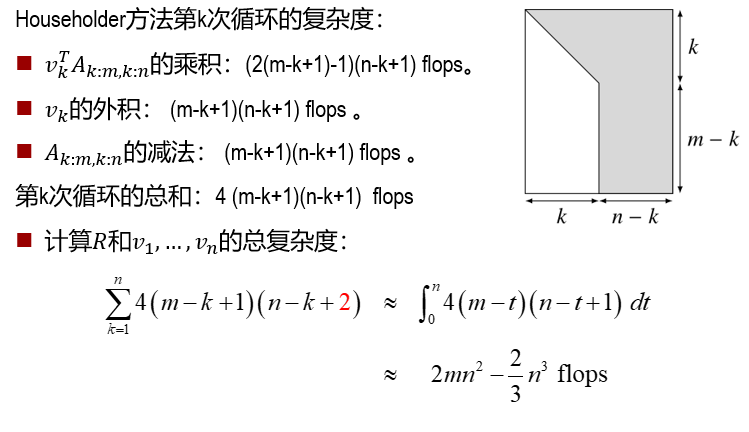 Householder方法第k次循环的复杂度：
■ $v_k^T A_{k:m,k:n}$的乘积：(2(m-k+1)-1)(n-k+1) flops。
■ $v_k$的外积： (m-k+1)(n-k+1) flops 。
■ $A_{k:m,k:n}$的减法： (m-k+1)(n-k+1) flops 。
第k次循环的总和：4 (m-k+1)(n-k+1) flops
■ 计算$R$和$v_1, \dots, v_n$的总复杂度：
$\sum_{k=1}^{n} 4(m-k+1)(n-k+2) \approx \int_0^n 4(m-t)(n-t+1) \, dt$
$\approx 2mn^2 - \frac{2}{3}n^3$ flops
k
m − k
k
n − k